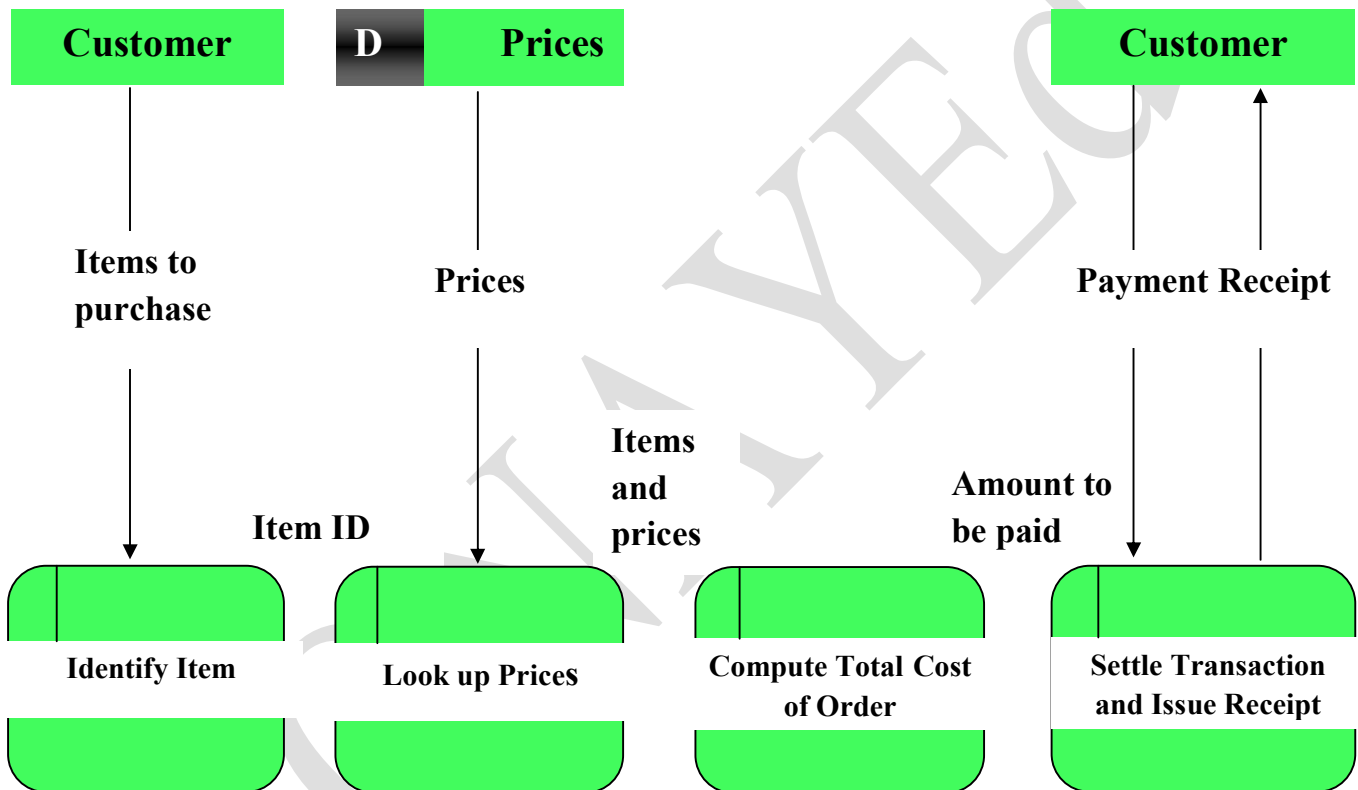 Customer
D Prices
Customer
Items to
purchase
Prices
Payment Receipt
Items
and
prices
Amount to
be paid
Item ID
Identify Item
Look up Prices
Compute Total Cost
of Order
Settle Transaction
and Issue Receipt